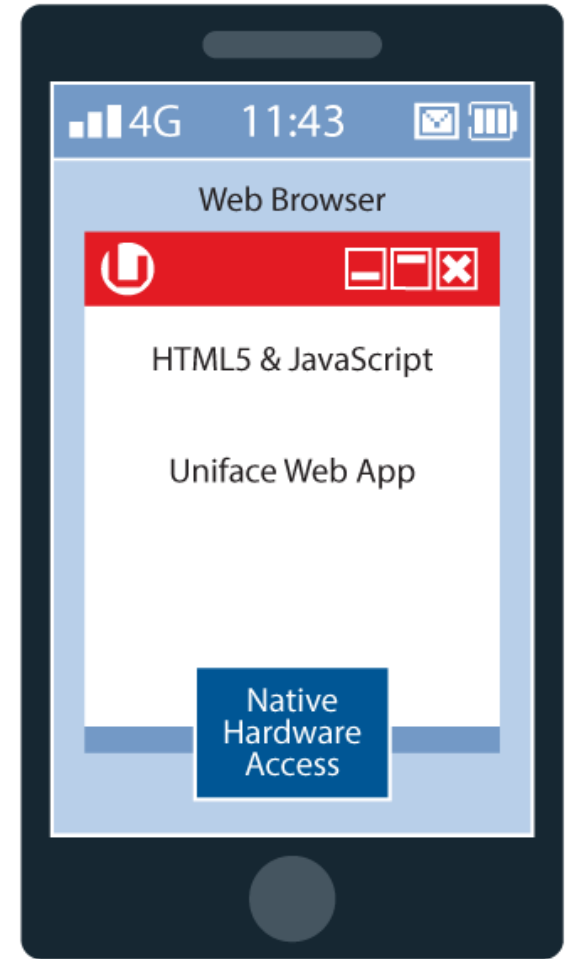 4G 11:43
Web Browser
HTML5 & JavaScript
Uniface Web App
Native
Hardware
Access